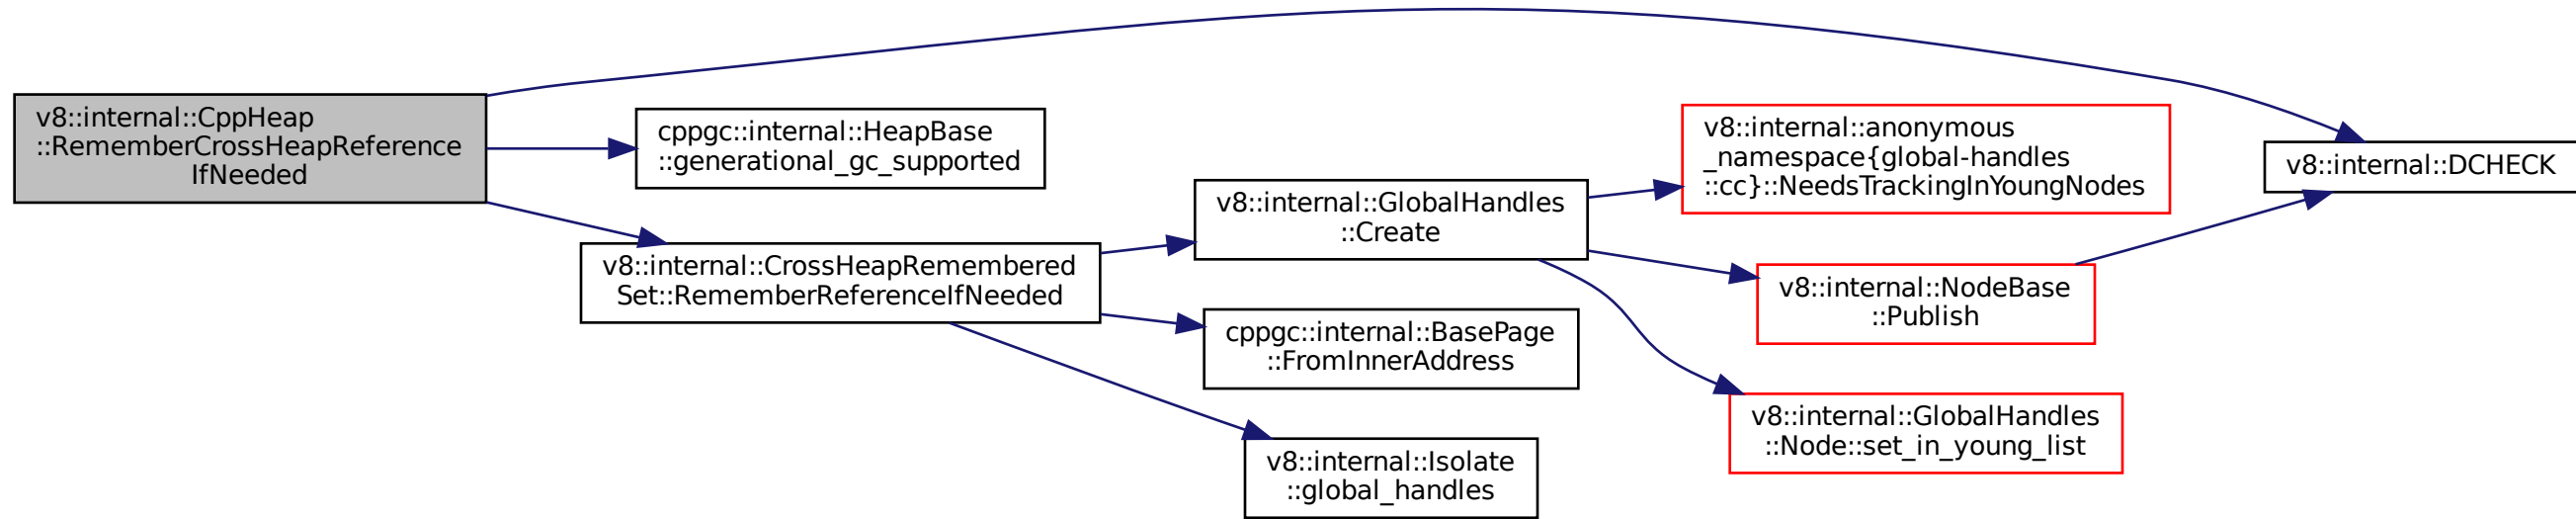 v8::internal::CppHeap
::RememberCrossHeapReference
IfNeeded
cppgc::internal::HeapBase
::generational_gc_supported
v8::internal::CrossHeapRemembered
Set::RememberReferenceIfNeeded
v8::internal::GlobalHandles
::Create
cppgc::internal::BasePage
::FromInnerAddress
v8::internal::Isolate
::global_handles
v8::internal::anonymous
_namespace{global-handles
::cc}::NeedsTrackingInYoungNodes
v8::internal::NodeBase
::Publish
v8::internal::GlobalHandles
::Node::set_in_young_list
v8::internal::DCHECK